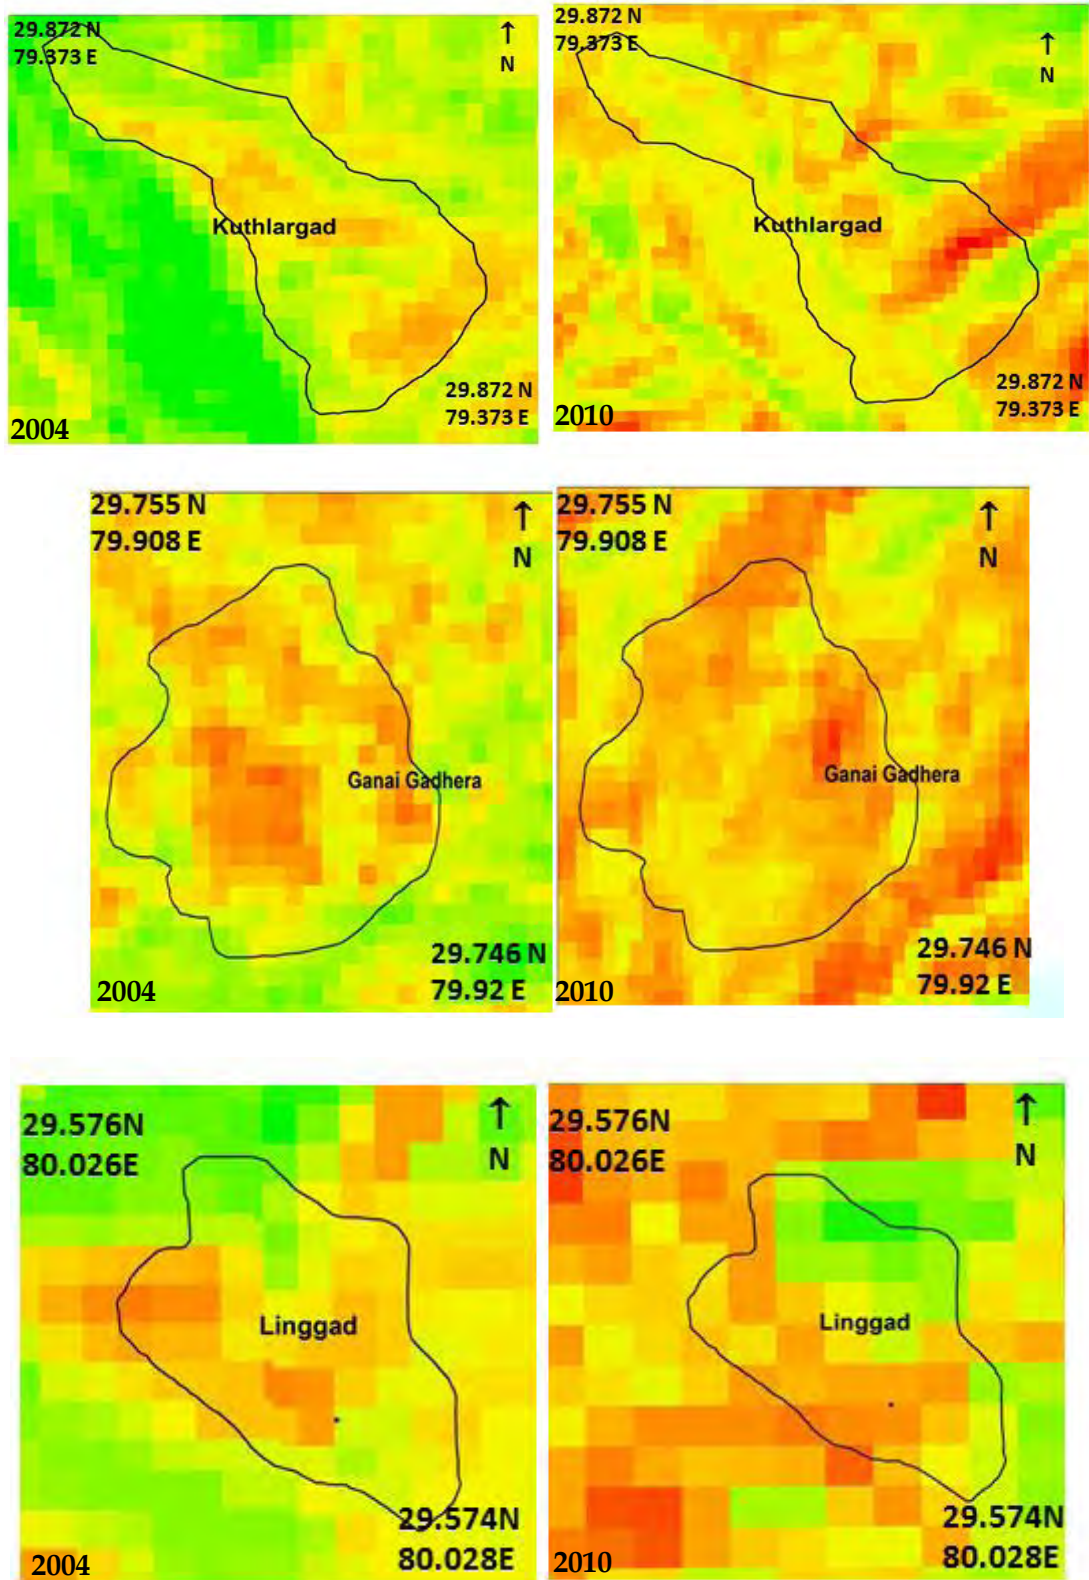 29.872 N
79.373 E
↑
N
Kuthlargad
29.872 N
79.373 E
2004
29.872 N
79.373 E
↑
N
Kuthlargad
29.872 N
79.373 E
2010
29.755 N
79.908 E
↑
N
Ganai Gadhera
29.746 N
79.92 E
2004
29.755 N
79.908 E
↑
N
Ganai Gadhera
29.746 N
79.92 E
2010
29.576N
80.026E
↑
N
Linggad
29.574N
80.028E
2004
29.576N
80.026E
↑
N
Linggad
29.574N
80.028E
2010